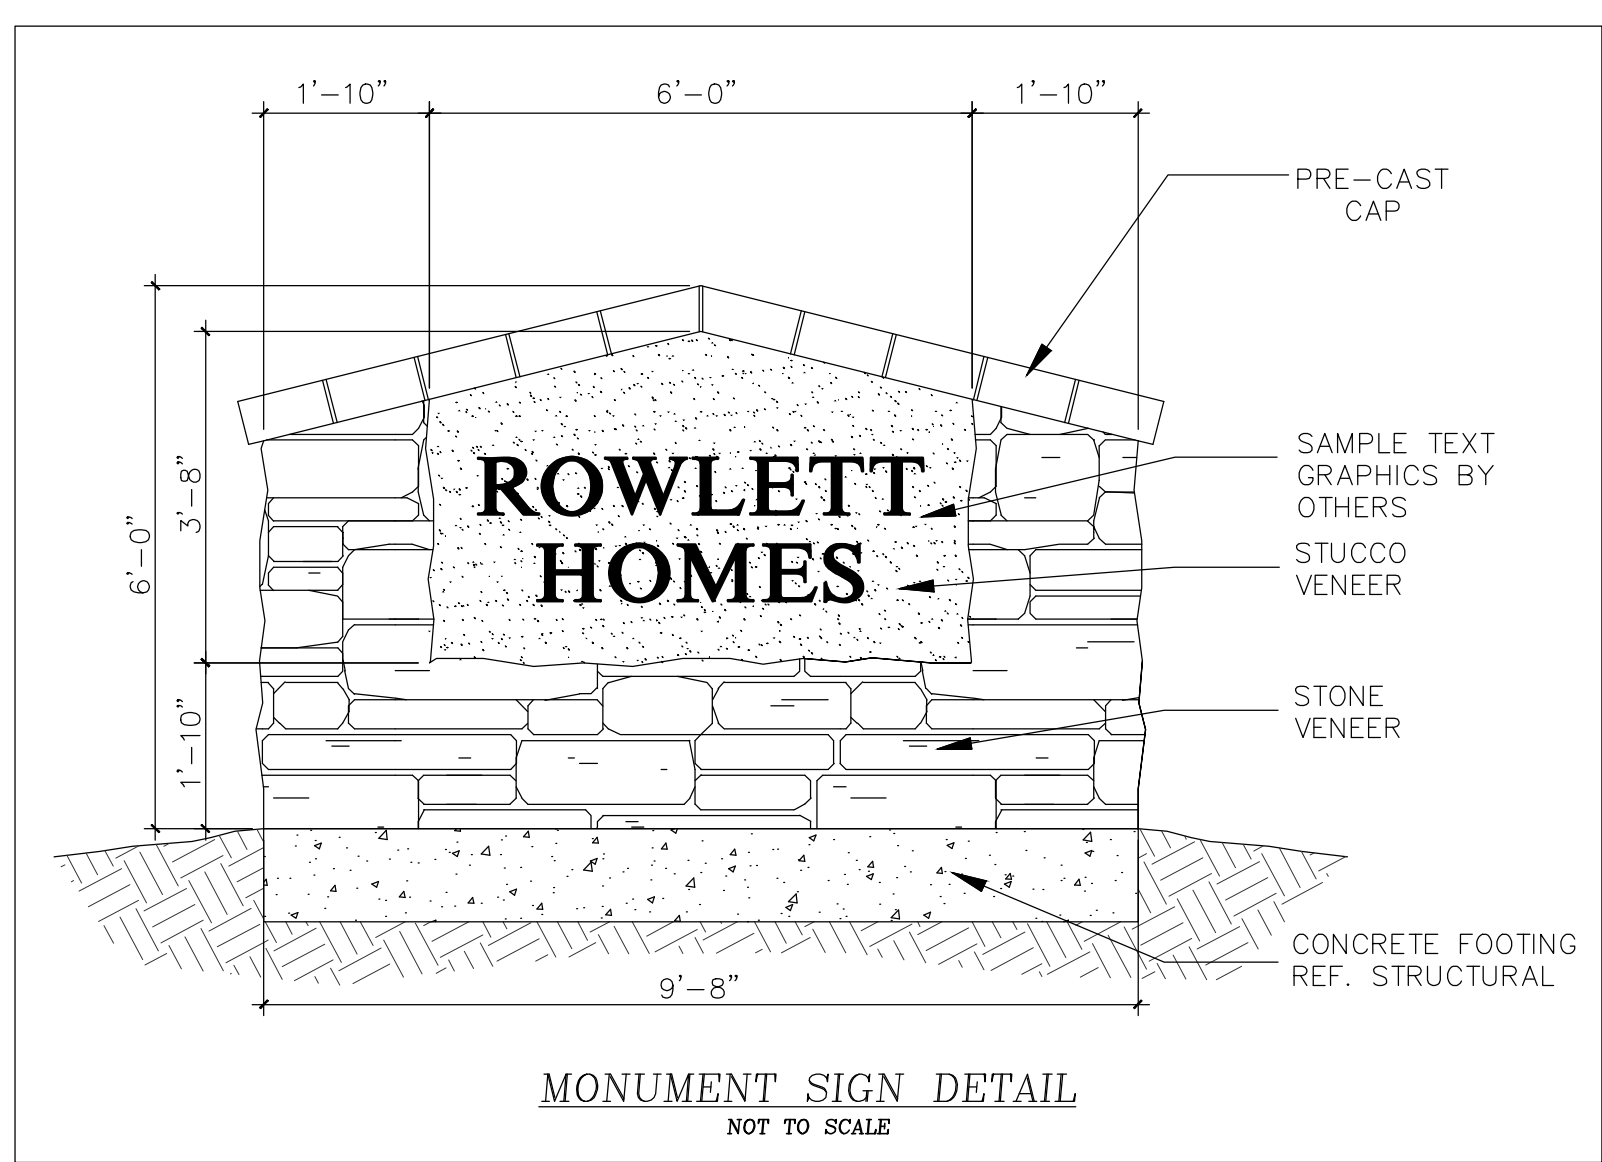 1'-10"
6'-0"
1'-10"
PRE-CAST
CAP
6'-0"
3'-8"
1'-10"
ROWLETT
HOMES
SAMPLE TEXT
GRAPHICS BY
OTHERS
STUCCO
VENEER
STONE
VENEER
CONCRETE FOOTING
REF. STRUCTURAL
9'-8"
MONUMENT SIGN DETAIL
NOT TO SCALE